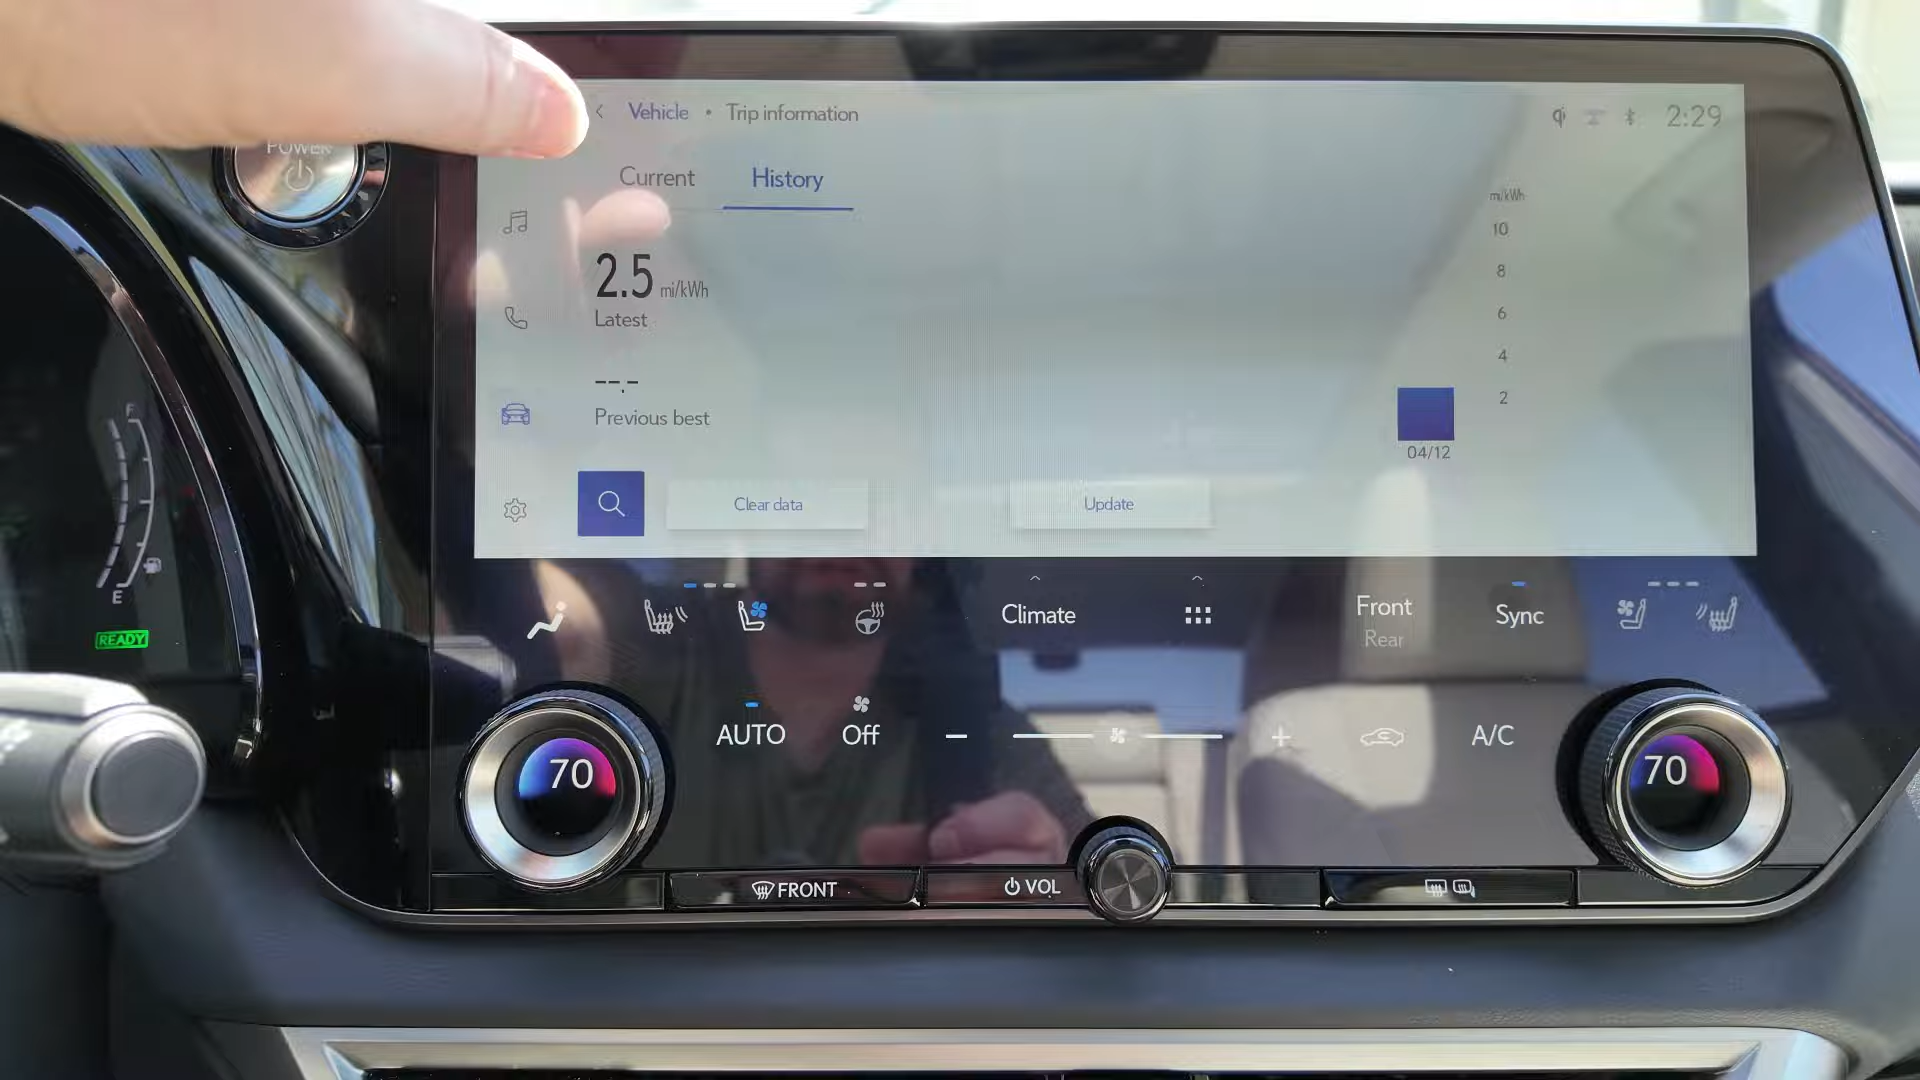 POWER
Vehicle • Trip information
2:29
Current
History
mi/kWh
10
8
6
4
2
2.5 mi/kWh
Latest
--.-
Previous best
04/12
Clear data
Update
F
E
READY
Climate
Front
Rear
Sync
AUTO
Off
A/C
70
70
FRONT
VOL